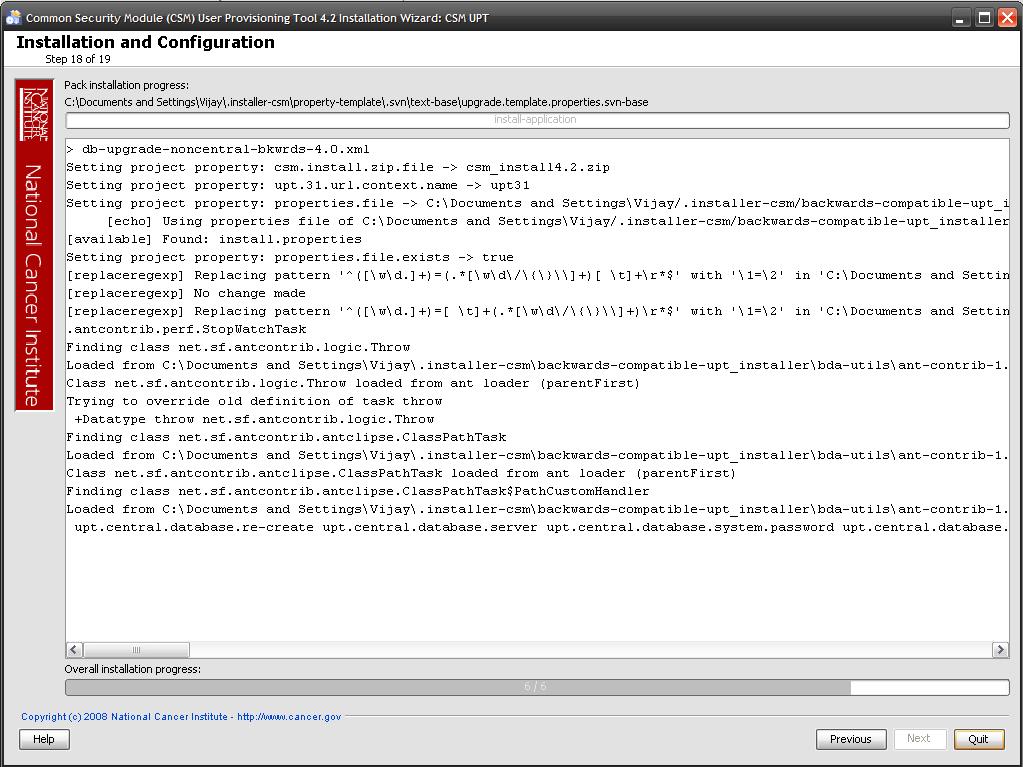 Common Security Module (CSM) User Provisioning Tool 4.2 Installation Wizard: CSM UPT
Installation and Configuration
Step 18 of 19
NATIONAL
CANCER
INSTITUTE
National Cancer Institute
Pack installation progress:
C:\Documents and Settings\Vijay\.installer-csm\property-template\.svn\text-base\upgrade.template.properties.svn-base
install-application
> db-upgrade-noncentral-bkwrds-4.0.xml
Setting project property: csm.install.zip.file -> csm_install4.2.zip
Setting project property: upt.31.url.context.name -> upt31
Setting project property: properties.file -> C:\Documents and Settings\Vijay/.installer-csm/backwards-compatible-upt_i
[echo] Using properties file of C:\Documents and Settings\Vijay/.installer-csm/backwards-compatible-upt_installer
[available] Found: install.properties
Setting project property: properties.file.exists -> true
[replaceregexp] Replacing pattern '^([\w\d.]+)=(.*[\w\d\/\{\}\\]+)[ \t]+\r*$' with '\1=\2' in 'C:\Documents and Settin
[replaceregexp] No change made
[replaceregexp] Replacing pattern '^([\w\d.]+)=[ \t]+(.*[\w\d\/\{\}\\]+)\r*$' with '\1=\2' in 'C:\Documents and Settin
.antcontrib.perf.StopWatchTask
Finding class net.sf.antcontrib.logic.Throw
Loaded from C:\Documents and Settings\Vijay\.installer-csm\backwards-compatible-upt_installer\bda-utils\ant-contrib-1.
Class net.sf.antcontrib.logic.Throw loaded from ant loader (parentFirst)
Trying to override old definition of task throw
+Datatype throw net.sf.antcontrib.logic.Throw
Finding class net.sf.antcontrib.antclipse.ClassPathTask
Loaded from C:\Documents and Settings\Vijay\.installer-csm\backwards-compatible-upt_installer\bda-utils\ant-contrib-1.
Class net.sf.antcontrib.antclipse.ClassPathTask loaded from ant loader (parentFirst)
Finding class net.sf.antcontrib.antclipse.ClassPathTask$PathCustomHandler
Loaded from C:\Documents and Settings\Vijay\.installer-csm\backwards-compatible-upt_installer\bda-utils\ant-contrib-1.
upt.central.database.re-create upt.central.database.server upt.central.database.system.password upt.central.database.
Overall installation progress:
6 / 6
Copyright (c) 2008 National Cancer Institute - http://www.cancer.gov
Help
Previous
Next
Quit